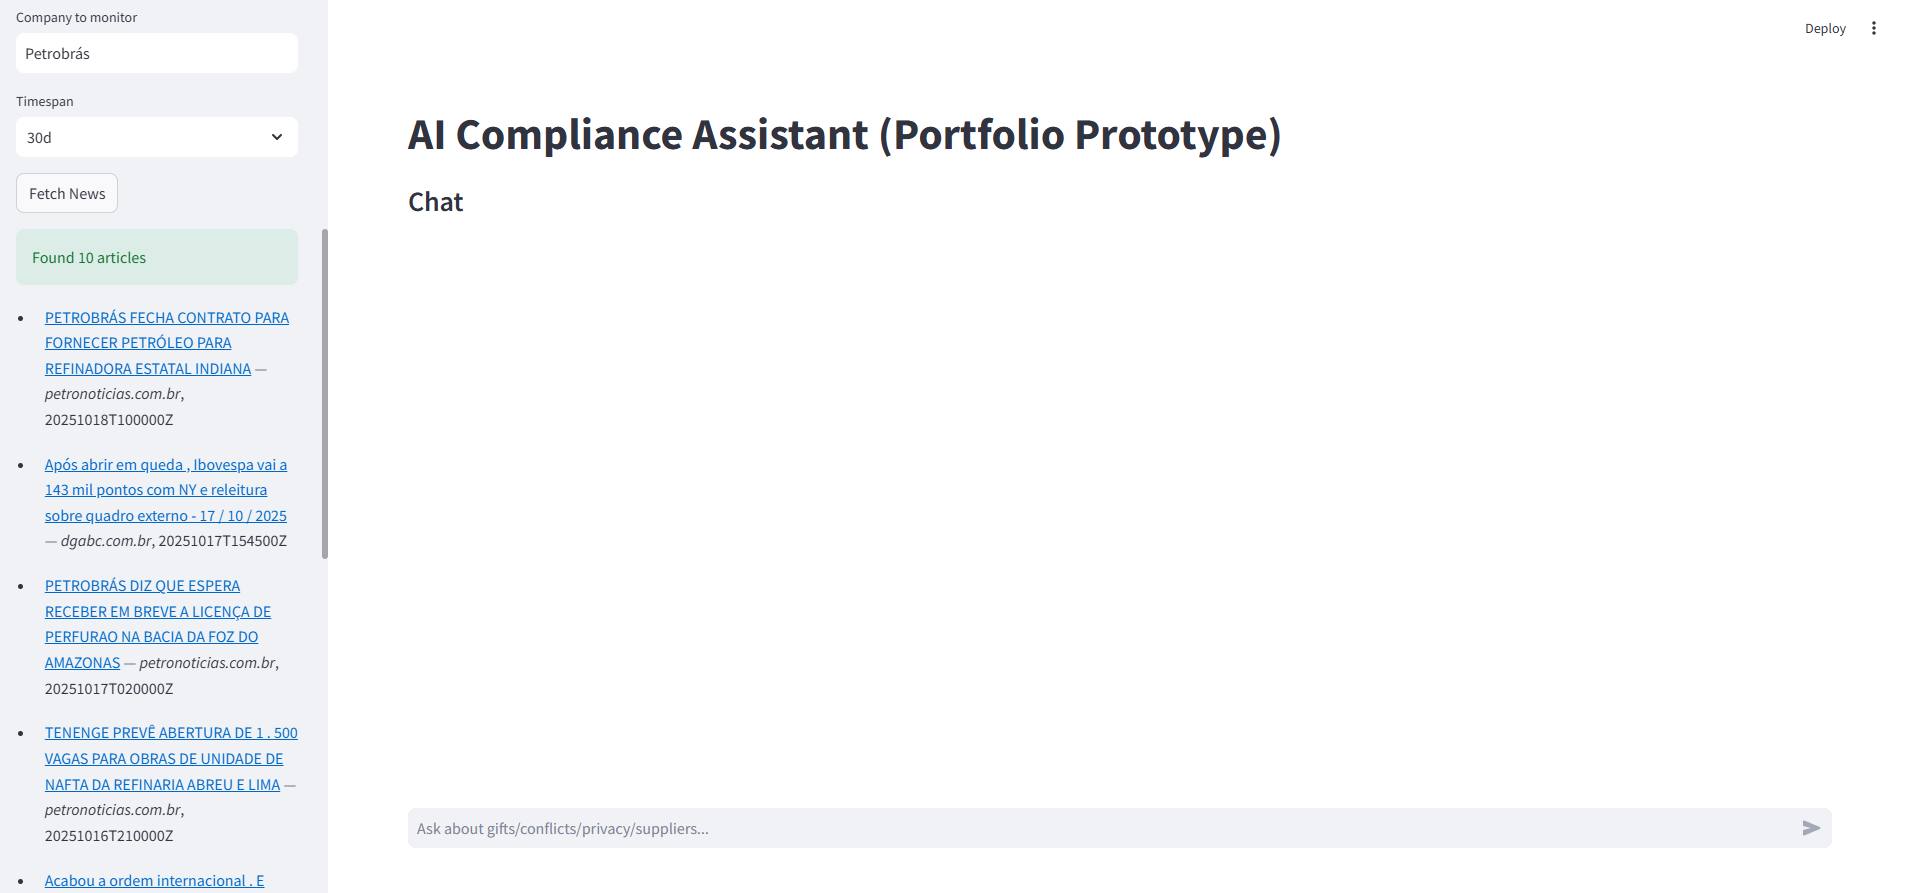 Company to monitor
Petrobrás
Timespan
30d
Fetch News
Found 10 articles
PETROBRÁS FECHA CONTRATO PARA
FORNECER PETRÓLEO PARA
REFINADORA ESTATAL INDIANA —
petronoticias.com.br,
20251018T100000Z
Após abrir em queda , Ibovespa vai a
143 mil pontos com NY e releitura
sobre quadro externo - 17 / 10 / 2025
— dgabc.com.br, 20251017T154500Z
PETROBRÁS DIZ QUE ESPERA
RECEBER EM BREVE A LICENÇA DE
PERFURAO NA BACIA DA FOZ DO
AMAZONAS — petronoticias.com.br,
20251017T020000Z
TENENGE PREVÊ ABERTURA DE 1 . 500
VAGAS PARA OBRAS DE UNIDADE DE
NAFTA DA REFINARIA ABREU E LIMA —
petronoticias.com.br,
20251016T210000Z
Acabou a ordem internacional . E
Deploy
AI Compliance Assistant (Portfolio Prototype)
Chat
Ask about gifts/conflicts/privacy/suppliers...